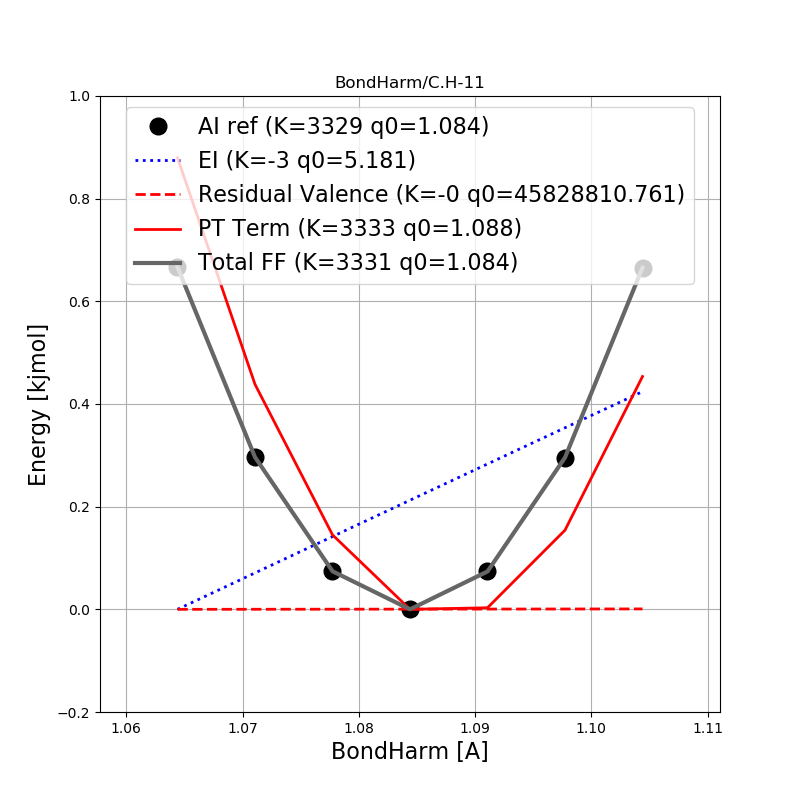 BondHarm/C.H-11
AI ref (K=3329 q0=1.084)
EI (K=-3 q0=5.181)
Residual Valence (K=-0 q0=45828810.761)
PT Term (K=3333 q0=1.088)
Total FF (K=3331 q0=1.084)
1.0
0.8
0.6
0.4
0.2
0.0
−0.2
Energy [kjmol]
1.06 1.07 1.08 1.09 1.10 1.11
BondHarm [A]